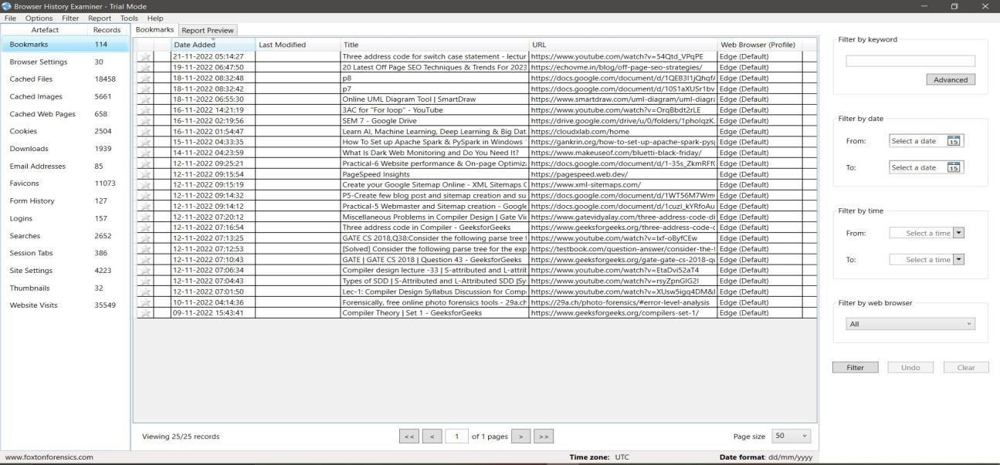 Browser History Examiner - Trial Mode
File Options Filter Report Tools Help
Artefact Records
Bookmarks 114
Browser Settings 30
Cached Files 18458
Cached Images 5661
Cached Web Pages 658
Cookies 2504
Downloads 1939
Email Addresses 85
Favicons 11073
Form History 127
Logins 157
Searches 2652
Session Tabs 386
Site Settings 4223
Thumbnails 32
Website Visits 35549
Bookmarks Report Preview
Date Added Last Modified Title URL Web Browser (Profile)
21-11-2022 05:14:27 Three address code for switch case statement - lectur https://www.youtube.com/watch?v=54Qtd_VPqPE Edge (Default)
19-11-2022 06:47:50 20 Latest Off Page SEO Techniques & Trends For 2023 https://echovme.in/blog/off-page-seo-strategies/ Edge (Default)
18-11-2022 08:32:48 p8 https://docs.google.com/document/d/1QEB3I1jQhqf Edge (Default)
18-11-2022 08:32:42 p7 https://docs.google.com/document/d/10S1aXUSr1bv Edge (Default)
18-11-2022 06:55:30 Online UML Diagram Tool | SmartDraw https://www.smartdraw.com/uml-diagram/uml-diagra Edge (Default)
16-11-2022 14:21:19 3AC for "For loop" - YouTube https://www.youtube.com/watch?v=OrqBbdt2rLE Edge (Default)
16-11-2022 02:19:56 SEM 7 - Google Drive https://drive.google.com/drive/u/0/folders/1pholqzK. Edge (Default)
16-11-2022 01:54:47 Learn AI, Machine Learning, Deep Learning & Big Dat https://cloudxlab.com/home Edge (Default)
15-11-2022 04:33:35 How To Set up Apache Spark & PySpark in Windows https://gankrin.org/how-to-set-up-apache-spark-pysp Edge (Default)
14-11-2022 04:23:59 What Is Dark Web Monitoring and Do You Need It? https://www.makeuseof.com/bluetti-black-friday/ Edge (Default)
12-11-2022 09:25:21 Practical-6 Website performance & On-page Optimiz https://docs.google.com/document/d/1-35s_ZkmRFf Edge (Default)
12-11-2022 09:15:54 PageSpeed Insights https://pagespeed.web.dev/ Edge (Default)
12-11-2022 09:15:19 Create your Google Sitemap Online - XML Sitemaps https://www.xml-sitemaps.com/ Edge (Default)
12-11-2022 09:14:32 P5-Create few blog post and sitemap creation and su https://docs.google.com/document/d/1WT56M7Wm Edge (Default)
12-11-2022 09:14:12 Practical-5 Webmaster and Sitemap creation - Google https://docs.google.com/document/d/1cuzl_kYRfoAu Edge (Default)
12-11-2022 07:20:12 Miscellaneous Problems in Compiler Design | Gate Vi https://www.gatevidyalay.com/three-address-code-di Edge (Default)
12-11-2022 07:16:54 Three address code in Compiler - GeeksforGeeks https://www.geeksforgeeks.org/three-address-code-c Edge (Default)
12-11-2022 07:13:25 GATE CS 2018,Q38:Consider the following parse tree https://www.youtube.com/watch?v=lxf-oByfCEw Edge (Default)
12-11-2022 07:12:53 [Solved] Consider the following parse tree for the exp https://testbook.com/question-answer/consider-the- Edge (Default)
12-11-2022 07:10:43 GATE | GATE CS 2018 | Question 43 - GeeksforGeeks https://www.geeksforgeeks.org/gate-gate-cs-2018-qu Edge (Default)
12-11-2022 07:06:34 Compiler design lecture -33 | S-attributed and L-attrib https://www.youtube.com/watch?v=EtaDvi52aT4 Edge (Default)
12-11-2022 07:04:43 Types of SDD | S-Attributed and L-Attributed SDD |Sy https://www.youtube.com/watch?v=rsyZpnGlG2I Edge (Default)
12-11-2022 07:01:50 Lec-1: Compiler Design Syllabus Discussion for Comp https://www.youtube.com/watch?v=XUsw5igq4DM&l Edge (Default)
10-11-2022 04:14:36 Forensically, free online photo forensics tools - 29a.ch https://29a.ch/photo-forensics/#error-level-analysis Edge (Default)
09-11-2022 15:43:41 Compiler Theory | Set 1 - GeeksforGeeks https://www.geeksforgeeks.org/compilers-set-1/ Edge (Default)
Viewing 25/25 records << < 1 of 1 pages > >> Page size 50
Filter by keyword
Advanced
Filter by date
From: Select a date 15
To: Select a date 15
Filter by time
From: Select a time
To: Select a time
Filter by web browser
All
Filter Undo Clear
www.foxtonforensics.com Time zone: UTC Date format: dd/mm/yyyy